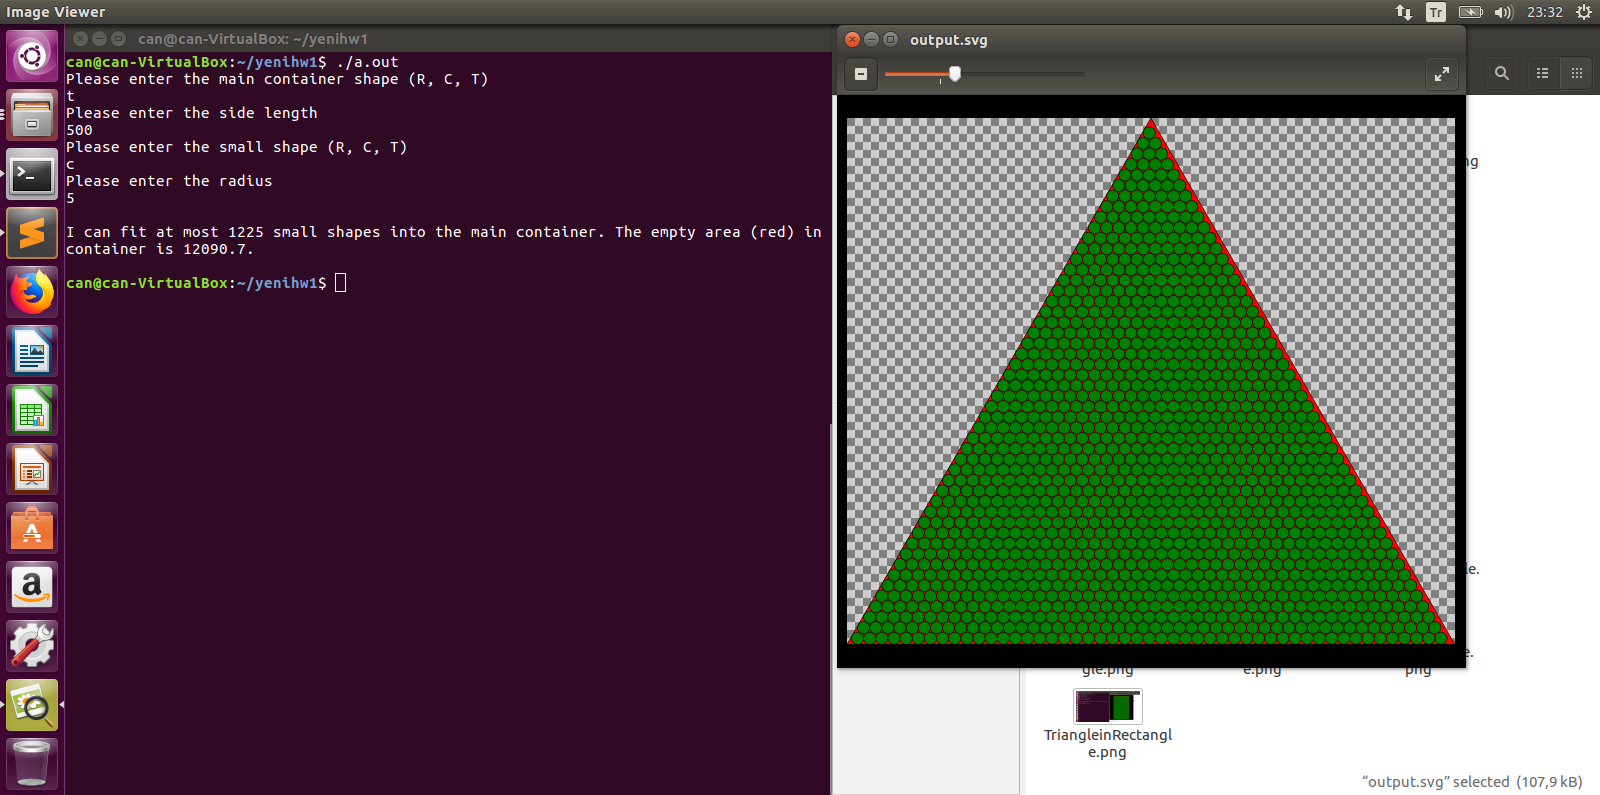 Image Viewer
Tr
23:32
can@can-VirtualBox: ~/yenihw1
can@can-VirtualBox:~/yenihw1$ ./a.out
Please enter the main container shape (R, C, T)
t
Please enter the side length
500
Please enter the small shape (R, C, T)
c
Please enter the radius
5
I can fit at most 1225 small shapes into the main container. The empty area (red) in
container is 12090.7.
can@can-VirtualBox:~/yenihw1$
output.svg
ng
le.
e.
gle.png
e.png
png
TriangleinRectangl
e.png
“output.svg” selected (107,9 kB)